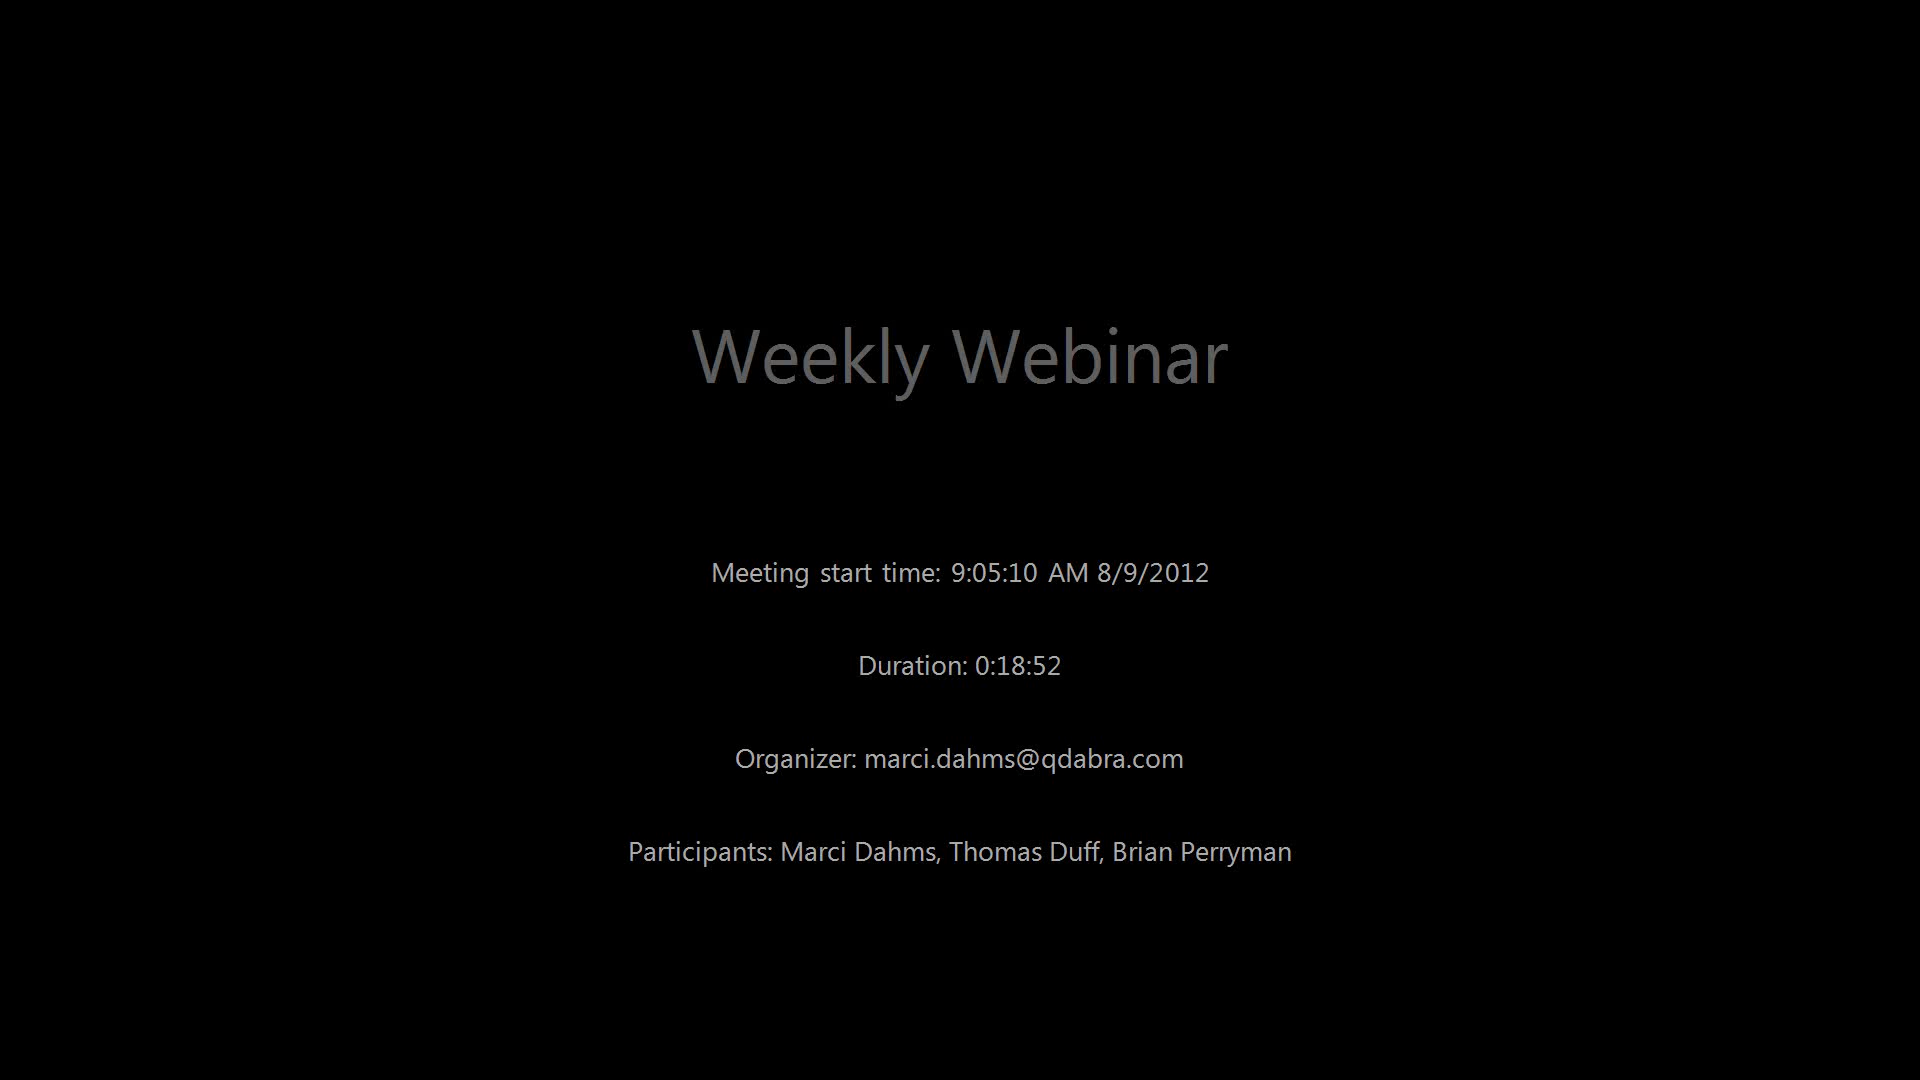 Weekly Webinar
Meeting start time: 9:05:10 AM 8/9/2012
Duration: 0:18:52
Organizer: marci.dahms@qdabra.com
Participants: Marci Dahms, Thomas Duff, Brian Perryman